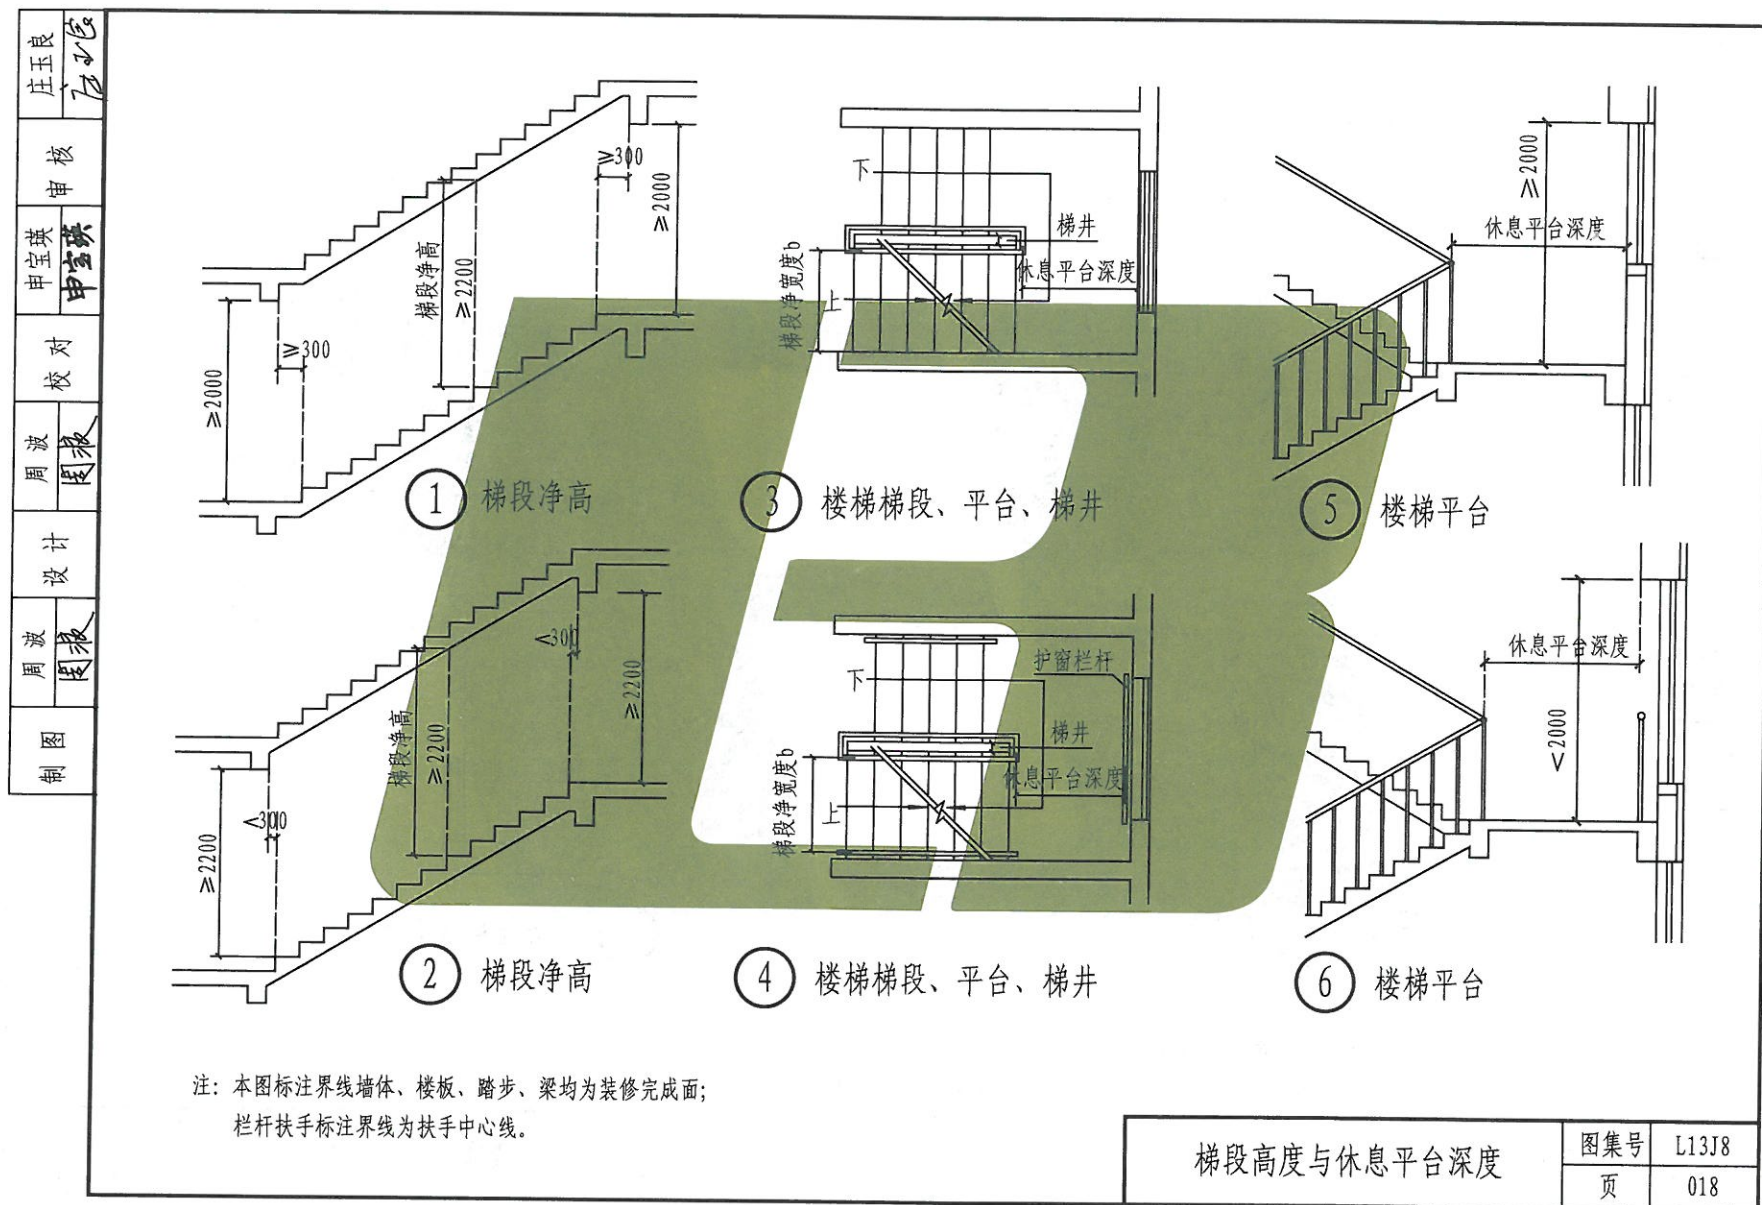 庄玉良
审核
申宝瑛
申宝瑛
校对
周波
周波
设计
周波
周波
制图
≥300
≥2000
梯段净高
≥2200
≥300
≥2000
1 梯段净高
下
梯井
梯段净宽度b
休息平台深度
上
3 楼梯梯段、平台、梯井
≥2000
休息平台深度
5 楼梯平台
<300
≥2200
梯段净高
≥2200
<300
≥2200
2 梯段净高
护窗栏杆
下
梯井
梯段净宽度b
休息平台深度
上
4 楼梯梯段、平台、梯井
休息平台深度
<2000
6 楼梯平台
注：本图标注界线墙体、楼板、踏步、梁均为装修完成面；
栏杆扶手标注界线为扶手中心线。
梯段高度与休息平台深度
图集号 L13J8
页 018